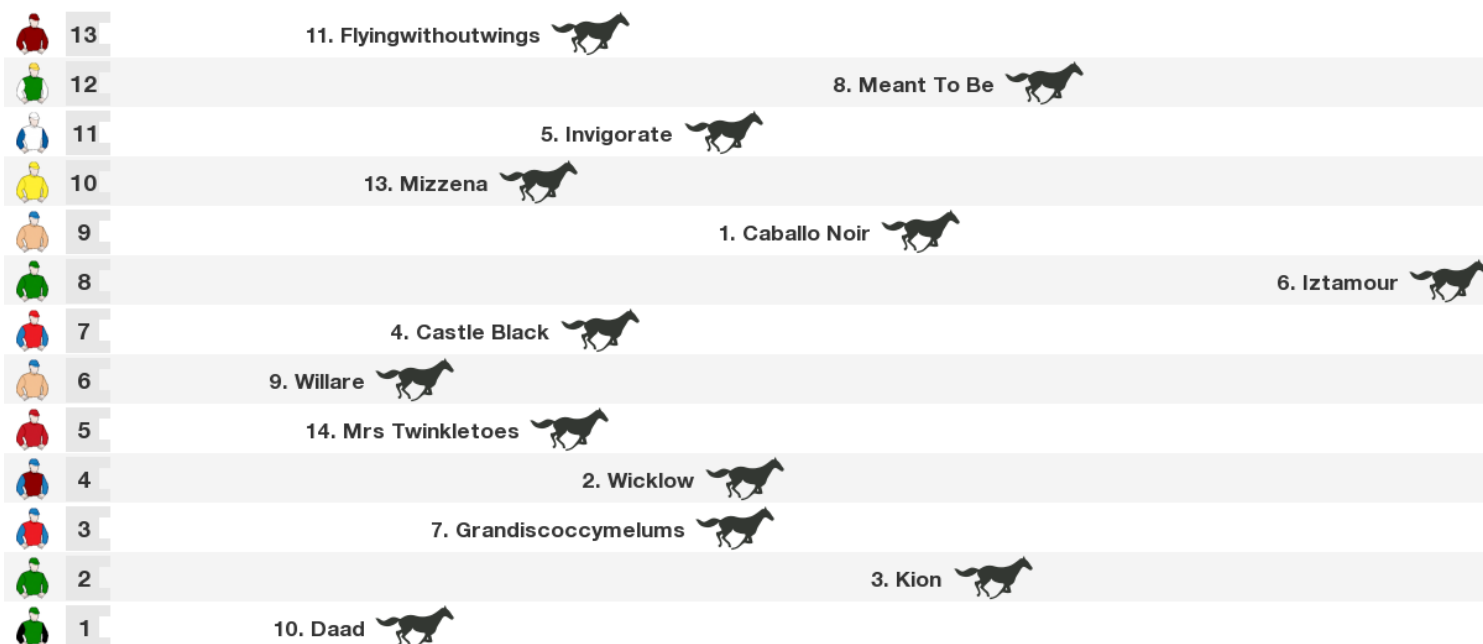 13 11. Flyingwithoutwings
12 8. Meant To Be
11 5. Invigorate
10 13. Mizzena
9 1. Caballo Noir
8 6. Iztamour
7 4. Castle Black
6 9. Willare
5 14. Mrs Twinkletoes
4 2. Wicklow
3 7. Grandiscoccymelums
2 3. Kion
1 10. Daad